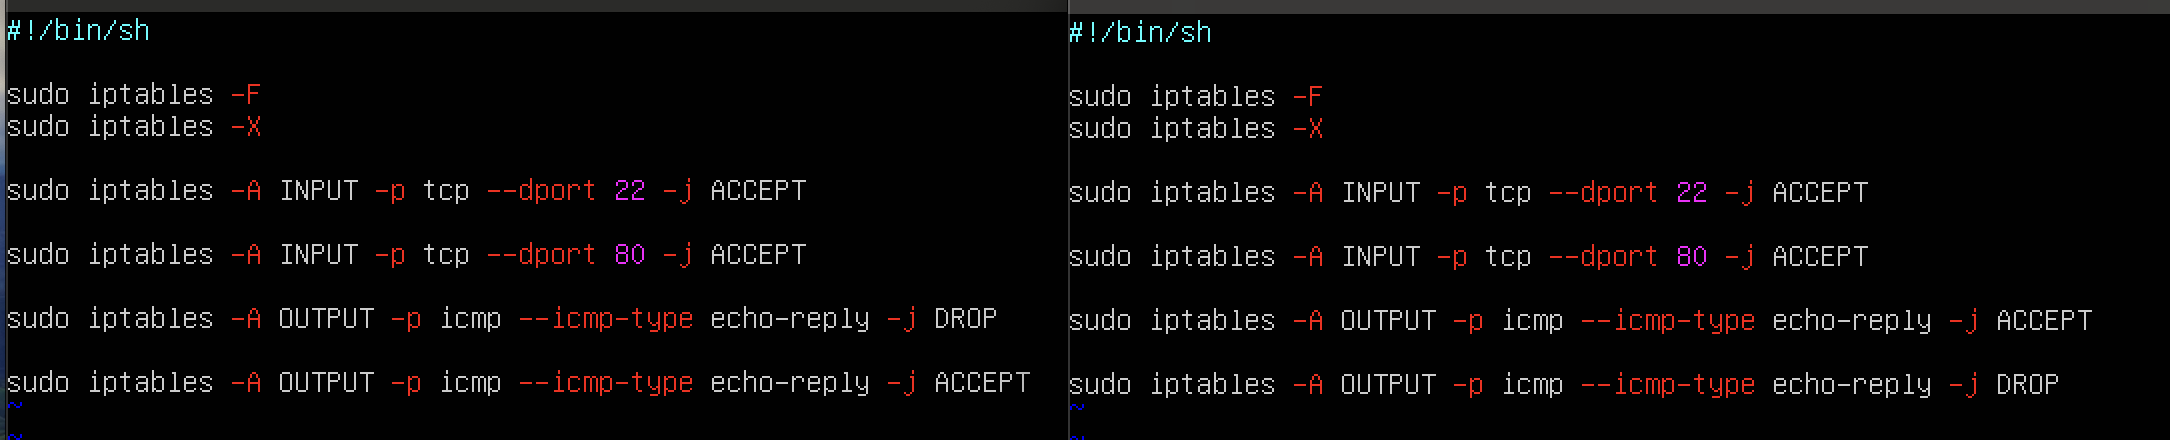 #!/bin/sh
sudo iptables -F
sudo iptables -X
sudo iptables -A INPUT -p tcp --dport 22 -j ACCEPT
sudo iptables -A INPUT -p tcp --dport 80 -j ACCEPT
sudo iptables -A OUTPUT -p icmp --icmp-type echo-reply -j DROP
sudo iptables -A OUTPUT -p icmp --icmp-type echo-reply -j ACCEPT
~
~
#!/bin/sh
sudo iptables -F
sudo iptables -X
sudo iptables -A INPUT -p tcp --dport 22 -j ACCEPT
sudo iptables -A INPUT -p tcp --dport 80 -j ACCEPT
sudo iptables -A OUTPUT -p icmp --icmp-type echo-reply -j ACCEPT
sudo iptables -A OUTPUT -p icmp --icmp-type echo-reply -j DROP
~
~